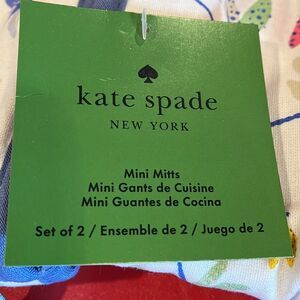 kate spade
NEW YORK
Mini Mitts
Mini Gants de Cuisine
Mini Guantes de Cocina
Set of 2 / Ensemble de 2 / Juego de 2